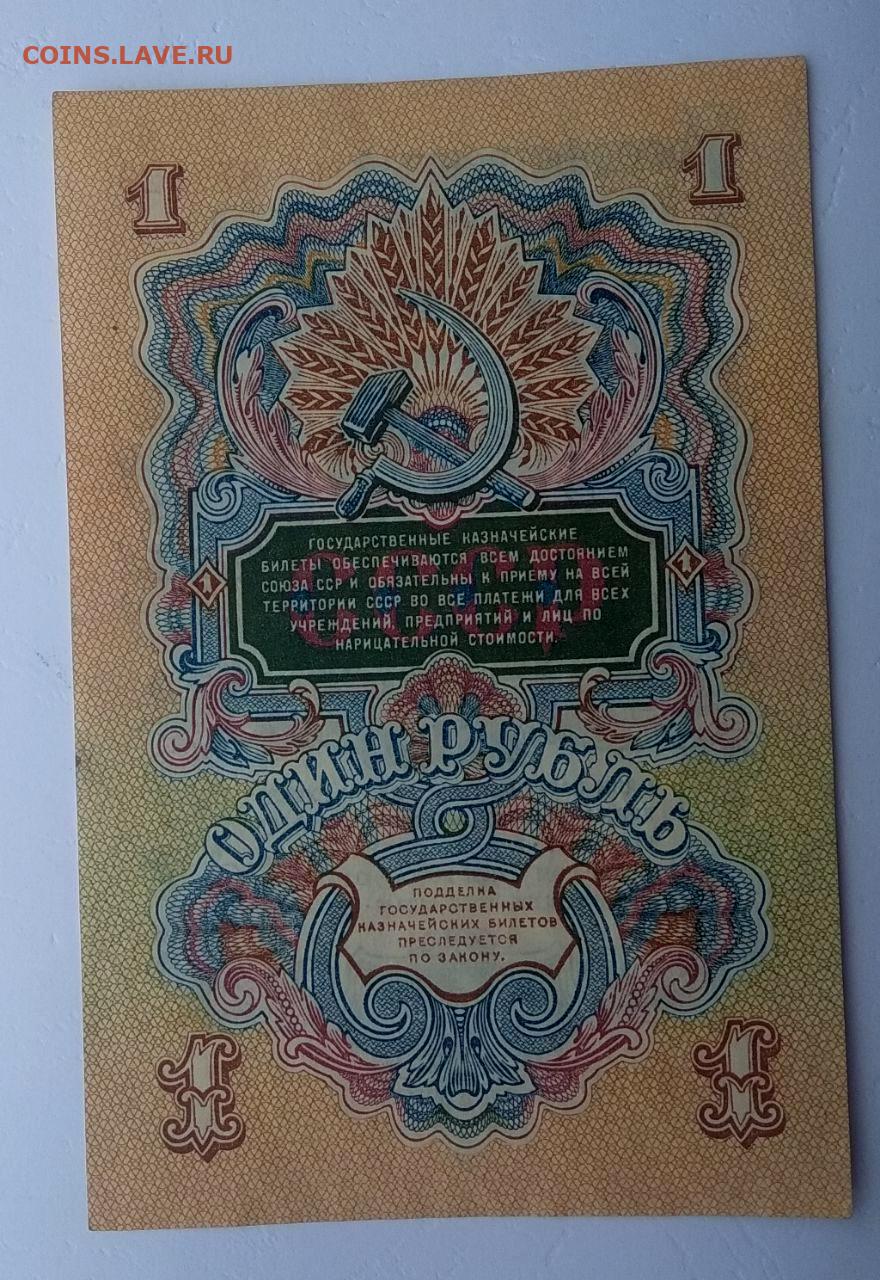 COINS.LAVE.RU
1 1
ГОСУДАРСТВЕННЫЕ КАЗНАЧЕЙСКИЕ
БИЛЕТЫ ОБЕСПЕЧИВАЮТСЯ ВСЕМ ДОСТОЯНИЕМ
СОЮЗА ССР И ОБЯЗАТЕЛЬНЫ К ПРИЕМУ НА ВСЕЙ
ТЕРРИТОРИИ СССР ВО ВСЕ ПЛАТЕЖИ ДЛЯ ВСЕХ
УЧРЕЖДЕНИЙ, ПРЕДПРИЯТИЙ И ЛИЦ ПО
НАРИЦАТЕЛЬНОЙ СТОИМОСТИ.
СССР
1 1
ОДИН РУБЛЬ
ПОДДЕЛКА
ГОСУДАРСТВЕННЫХ
КАЗНАЧЕЙСКИХ БИЛЕТОВ
ПРЕСЛЕДУЕТСЯ
ПО ЗАКОНУ.
1 1